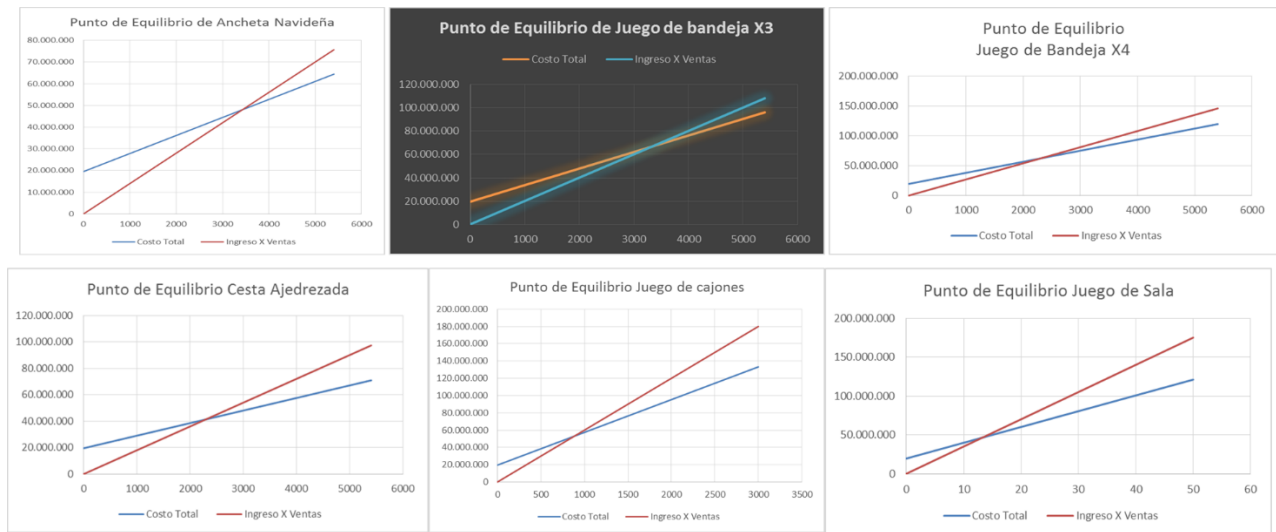 Punto de Equilibrio de Ancheta Navideña
80.000.000
70.000.000
60.000.000
50.000.000
40.000.000
30.000.000
20.000.000
10.000.000
0
0 1000 2000 3000 4000 5000 6000
Costo Total Ingreso X Ventas
Punto de Equilibrio de Juego de bandeja X3
Costo Total Ingreso X Ventas
120.000.000
100.000.000
80.000.000
60.000.000
40.000.000
20.000.000
0
0 1000 2000 3000 4000 5000 6000
Punto de Equilibrio
Juego de Bandeja X4
200.000.000
150.000.000
100.000.000
50.000.000
0
0 1000 2000 3000 4000 5000 6000
Costo Total Ingreso X Ventas
Punto de Equilibrio Cesta Ajedrezada
120.000.000
100.000.000
80.000.000
60.000.000
40.000.000
20.000.000
0
0 1000 2000 3000 4000 5000 6000
Costo Total Ingreso X Ventas
Punto de Equilibrio Juego de cajones
200.000.000
180.000.000
160.000.000
140.000.000
120.000.000
100.000.000
80.000.000
60.000.000
40.000.000
20.000.000
0
0 500 1000 1500 2000 2500 3000 3500
Costo Total Ingreso X Ventas
Punto de Equilibrio Juego de Sala
200.000.000
150.000.000
100.000.000
50.000.000
0
0 10 20 30 40 50 60
Costo Total Ingreso X Ventas